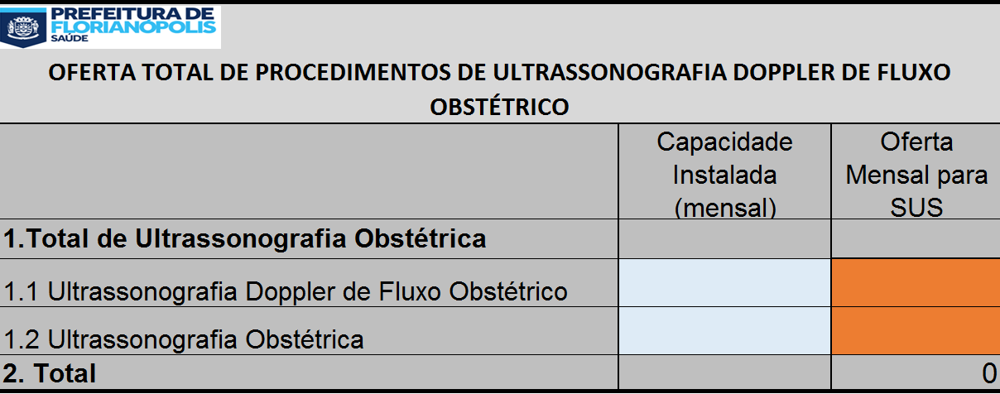 PREFEITURA DE
FLORIANÓPOLIS
SAÚDE
OFERTA TOTAL DE PROCEDIMENTOS DE ULTRASSONOGRAFIA DOPPLER DE FLUXO
OBSTÉTRICO
Capacidade
Instalada
(mensal)
Oferta
Mensal para
SUS
1.Total de Ultrassonografia Obstétrica
1.1 Ultrassonografia Doppler de Fluxo Obstétrico
1.2 Ultrassonografia Obstétrica
2. Total
0